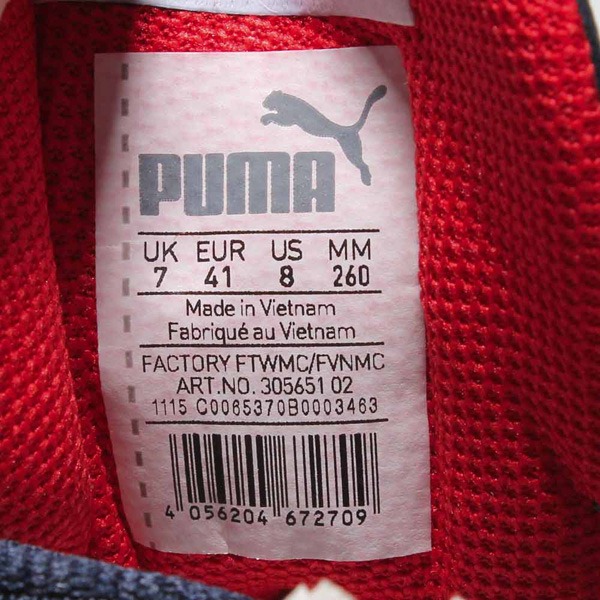 PUMA
UK EUR US MM
7 41 8 260
Made in Vietnam
Fabriqué au Vietnam
FACTORY FTWMC/FVNMC
ART.NO. 305651 02
1115 C0065370B0003463
4 056204 672709